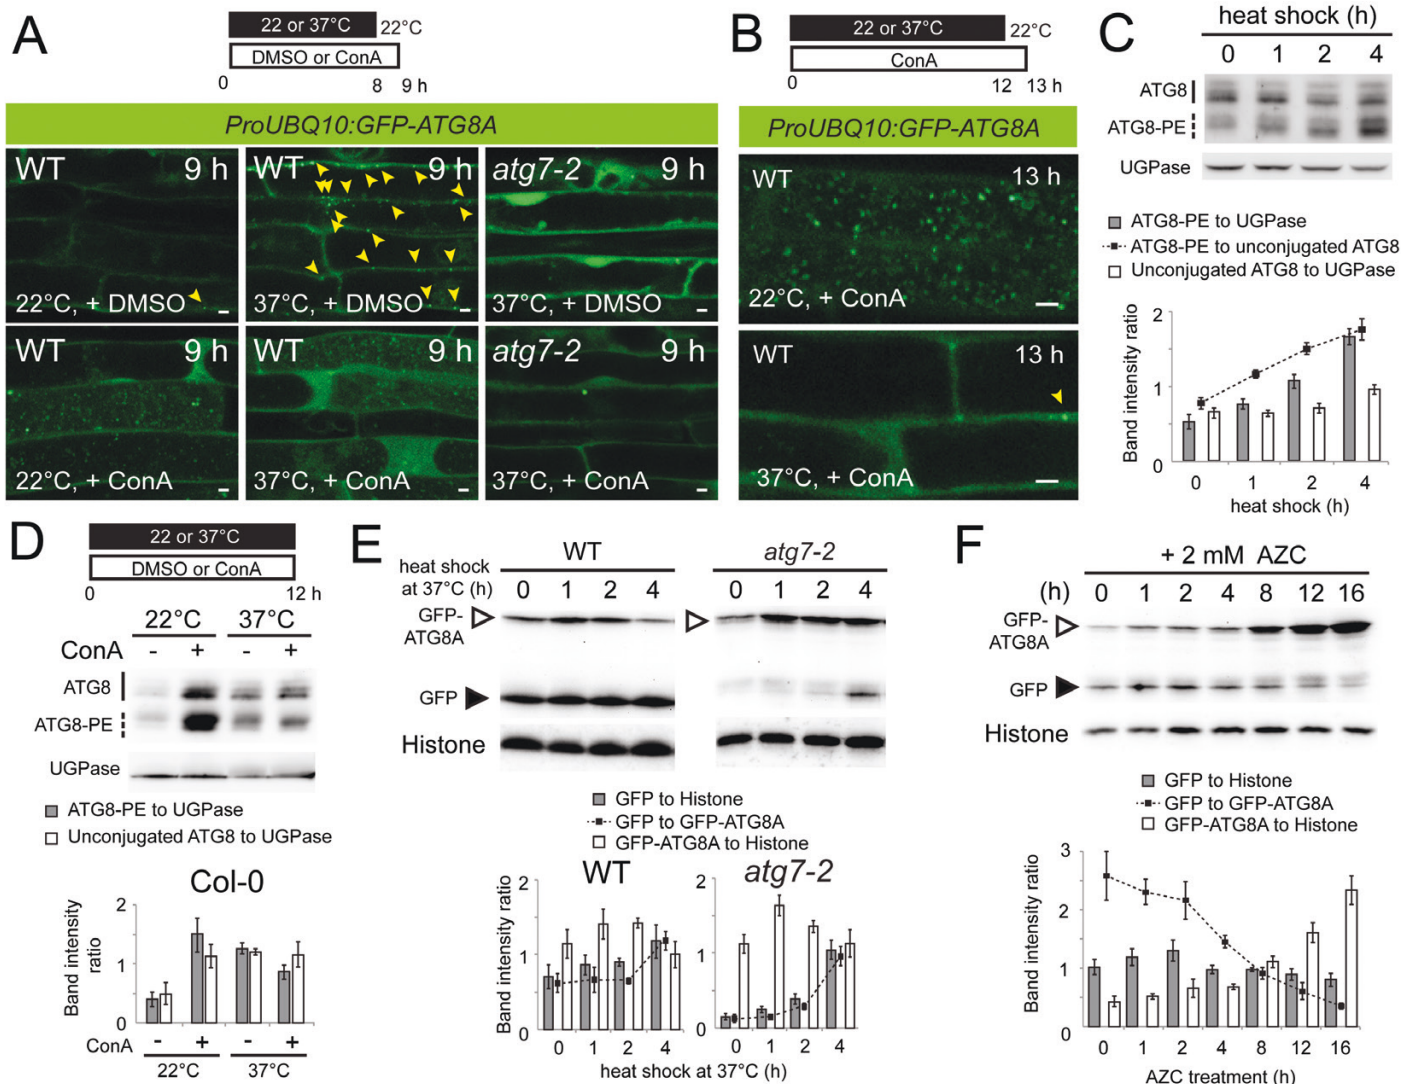 A
22 or 37°C
22°C
DMSO or ConA
0
8
9 h
ProUBQ10:GFP-ATG8A
WT
9 h
22°C, + DMSO
WT
9 h
37°C, + DMSO
atg7-2
9 h
37°C, + DMSO
WT
9 h
22°C, + ConA
WT
9 h
37°C, + ConA
atg7-2
9 h
37°C, + ConA
B
22 or 37°C
22°C
ConA
0
12
13 h
ProUBQ10:GFP-ATG8A
WT
13 h
22°C, + ConA
WT
13 h
37°C, + ConA
C
heat shock (h)
0 1 2 4
ATG8
ATG8-PE
UGPase
ATG8-PE to UGPase
ATG8-PE to unconjugated ATG8
Unconjugated ATG8 to UGPase
Band intensity ratio
2
1
0
0 1 2 4
heat shock (h)
D
22 or 37°C
DMSO or ConA
0
12 h
22°C 37°C
ConA - + - +
ATG8
ATG8-PE
UGPase
ATG8-PE to UGPase
Unconjugated ATG8 to UGPase
Col-0
Band intensity
ratio
2
1
0
ConA - + - +
22°C 37°C
E
WT
atg7-2
heat shock
at 37°C (h)
0 1 2 4
0 1 2 4
GFP-
ATG8A
GFP
Histone
GFP to Histone
GFP to GFP-ATG8A
GFP-ATG8A to Histone
WT
atg7-2
Band intensity ratio
2
1
0
2
1
0
0 1 2 4
0 1 2 4
heat shock at 37°C (h)
F
+ 2 mM AZC
(h) 0 1 2 4 8 12 16
GFP-
ATG8A
GFP
Histone
GFP to Histone
GFP to GFP-ATG8A
GFP-ATG8A to Histone
Band intensity ratio
3
2
1
0
0 1 2 4 8 12 16
AZC treatment (h)